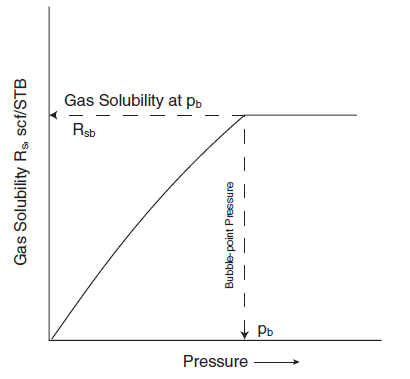 Gas Solubility Rₛ, scf/STB
Gas Solubility at pb
Rsb
Bubble-point Pressure
pb
Pressure